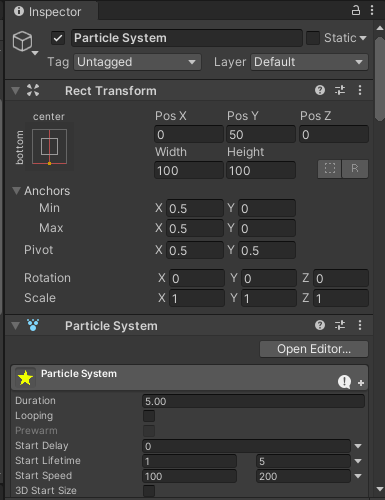 Inspector
Particle System Static
Tag Untagged Layer Default
Rect Transform
center
bottom
Pos X Pos Y Pos Z
0 50 0
Width Height
100 100
R
Anchors
Min X 0.5 Y 0
Max X 0.5 Y 0
Pivot X 0.5 Y 0.5
Rotation X 0 Y 0 Z 0
Scale X 1 Y 1 Z 1
Particle System
Open Editor...
Particle System
Duration 5.00
Looping
Prewarm
Start Delay 0
Start Lifetime 1 5
Start Speed 100 200
3D Start Size